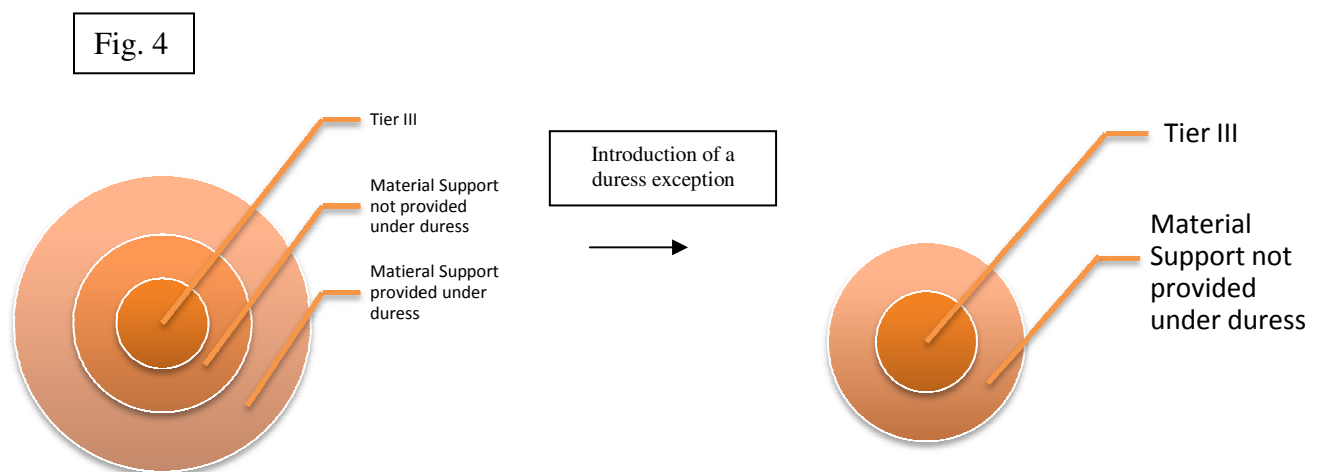 Fig. 4
Tier III
Material Support
not provided
under duress
Matieral Support
provided under
duress
Introduction of a
duress exception
Tier III
Material
Support not
provided
under duress